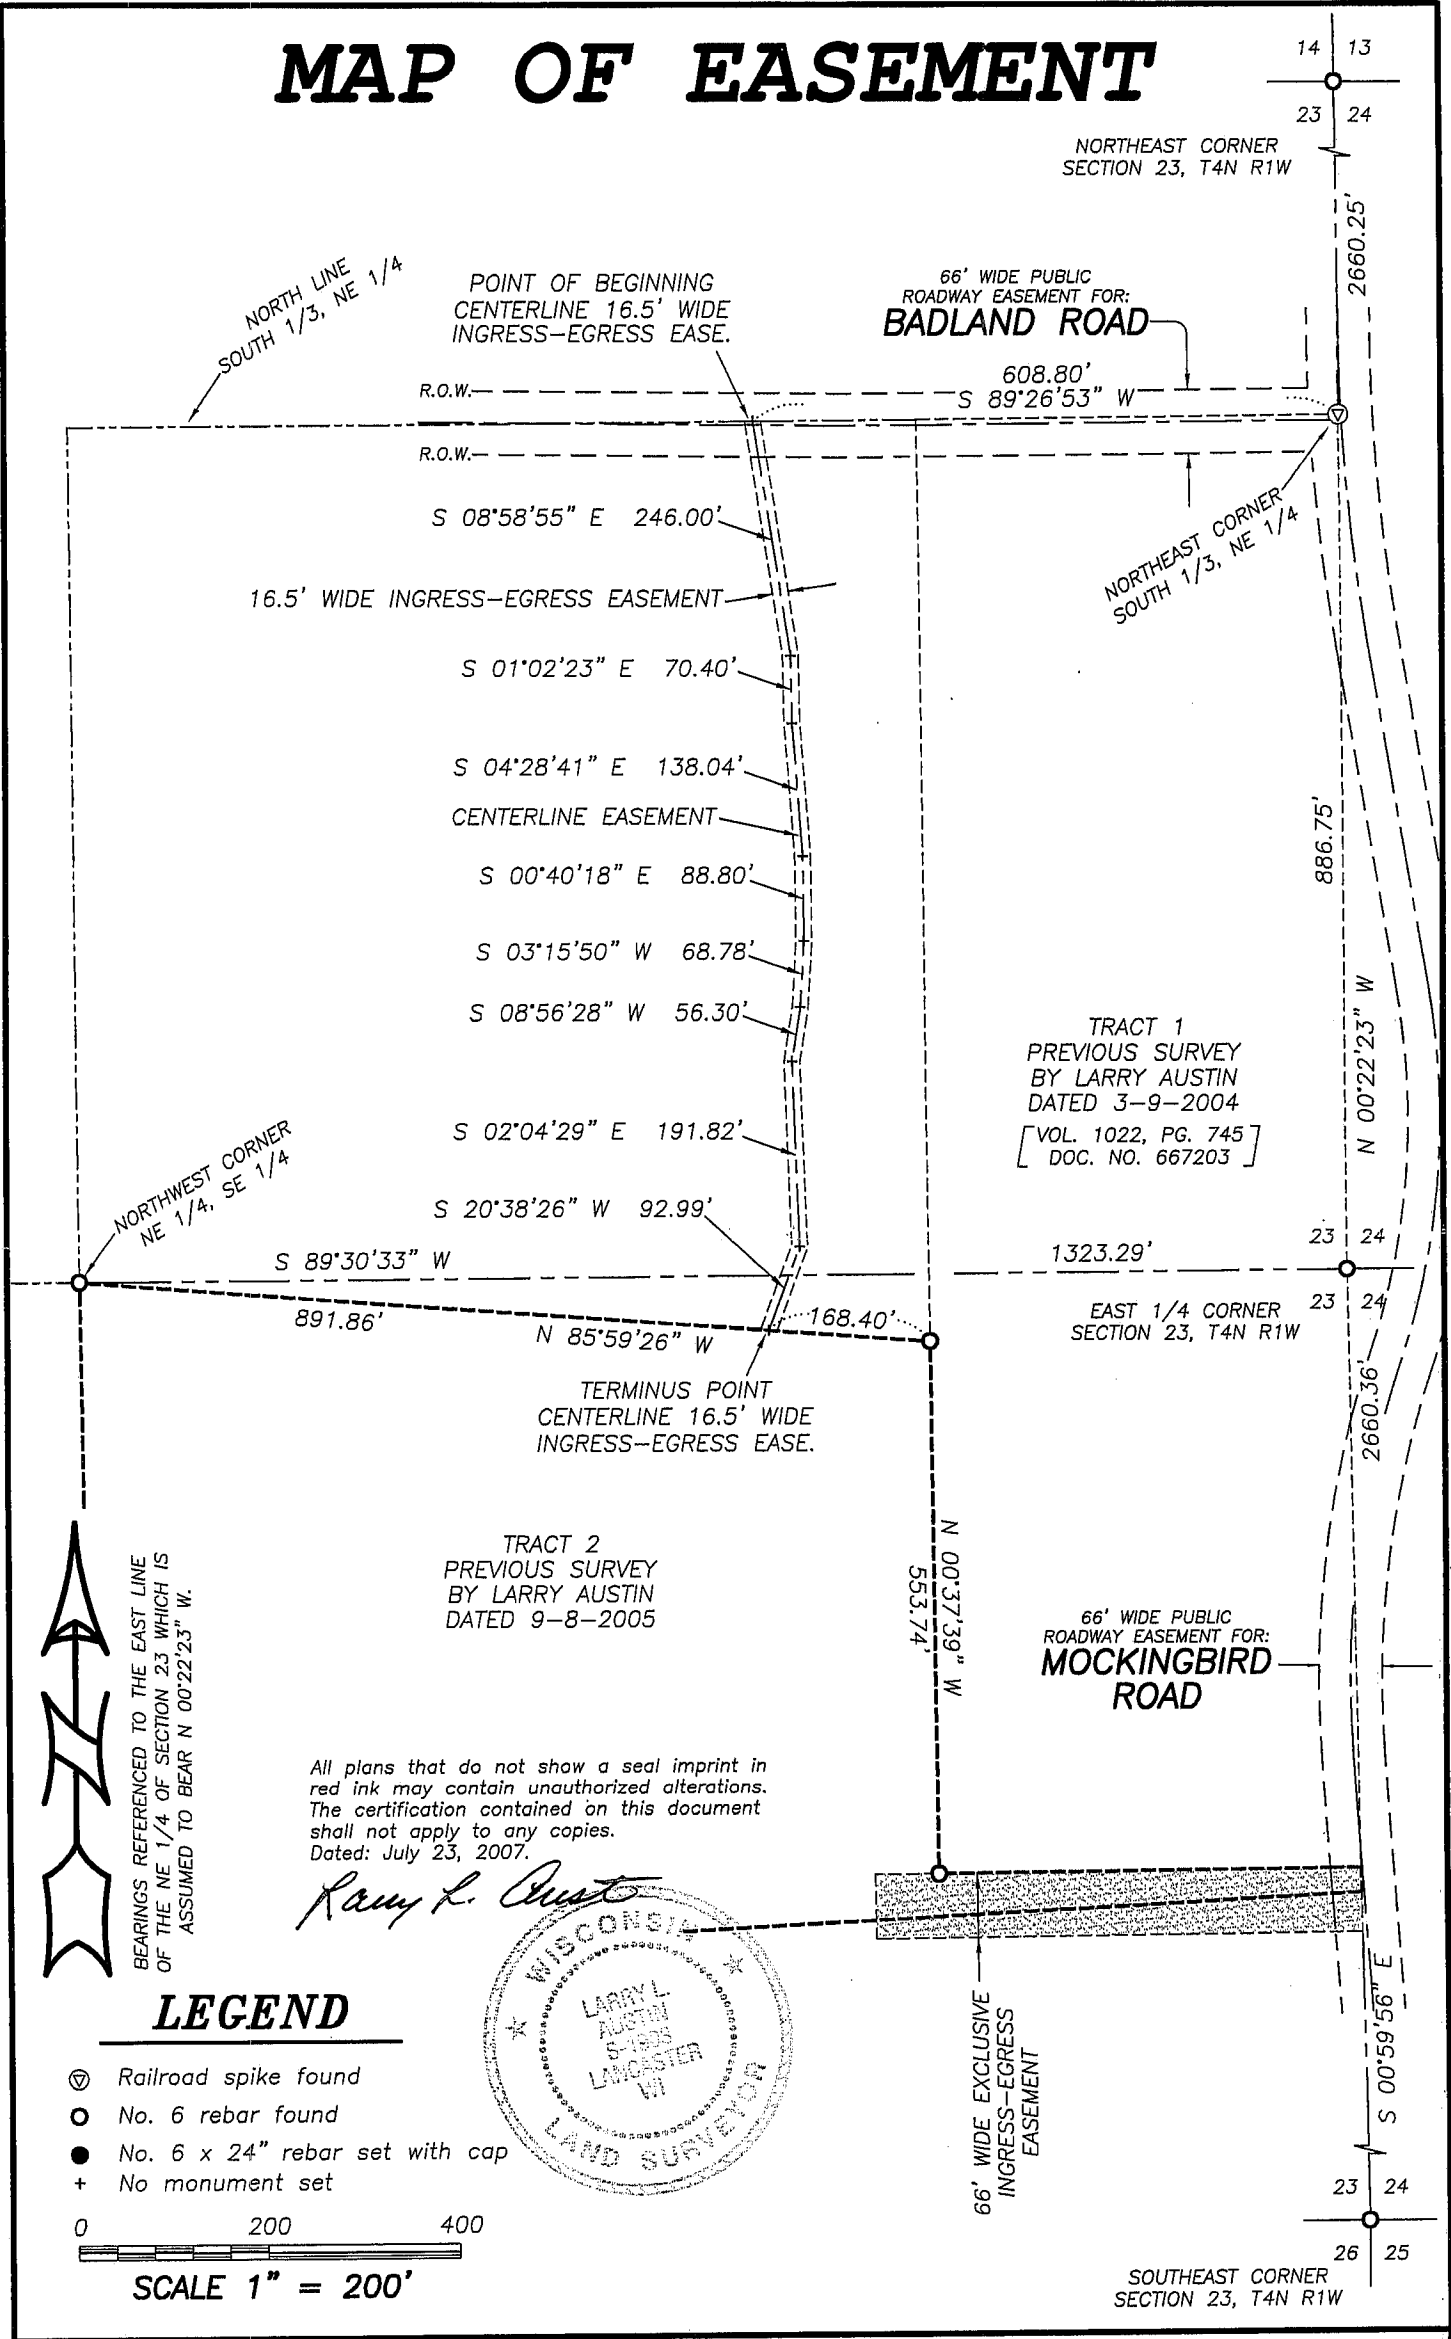 MAP OF EASEMENT
14 13
23 24
NORTHEAST CORNER
SECTION 23, T4N R1W
2660.25'
NORTH LINE
SOUTH 1/3, NE 1/4
POINT OF BEGINNING
CENTERLINE 16.5' WIDE
INGRESS-EGRESS EASE.
66' WIDE PUBLIC
ROADWAY EASEMENT FOR:
BADLAND ROAD
R.O.W.
608.80'
S 89°26'53" W
R.O.W.
NORTHEAST CORNER
SOUTH 1/3, NE 1/4
S 08°58'55" E 246.00'
16.5' WIDE INGRESS-EGRESS EASEMENT
S 01°02'23" E 70.40'
S 04°28'41" E 138.04'
CENTERLINE EASEMENT
S 00°40'18" E 88.80'
S 03°15'50" W 68.78'
S 08°56'28" W 56.30'
S 02°04'29" E 191.82'
S 20°38'26" W 92.99'
886.75'
N 00°22'23" W
TRACT 1
PREVIOUS SURVEY
BY LARRY AUSTIN
DATED 3-9-2004
[VOL. 1022, PG. 745
DOC. NO. 667203]
NORTHWEST CORNER
NE 1/4, SE 1/4
S 89°30'33" W
1323.29'
23 24
23 24
EAST 1/4 CORNER
SECTION 23, T4N R1W
891.86'
N 85°59'26" W
168.40'
TERMINUS POINT
CENTERLINE 16.5' WIDE
INGRESS-EGRESS EASE.
2660.36'
TRACT 2
PREVIOUS SURVEY
BY LARRY AUSTIN
DATED 9-8-2005
N 00°37'39" W
553.74'
66' WIDE PUBLIC
ROADWAY EASEMENT FOR:
MOCKINGBIRD
ROAD
N
BEARINGS REFERENCED TO THE EAST LINE
OF THE NE 1/4 OF SECTION 23 WHICH IS
ASSUMED TO BEAR N 00°22'23" W.
All plans that do not show a seal imprint in
red ink may contain unauthorized alterations.
The certification contained on this document
shall not apply to any copies.
Dated: July 23, 2007.
Larry L. Austin
WISCONSIN
LARRY L.
AUSTIN
LANCASTER
WI
LAND SURVEYOR
66' WIDE EXCLUSIVE
INGRESS-EGRESS
EASEMENT
S 00°59'56" E
LEGEND
Railroad spike found
No. 6 rebar found
No. 6 x 24" rebar set with cap
+ No monument set
0 200 400
SCALE 1" = 200'
23 24
26 25
SOUTHEAST CORNER
SECTION 23, T4N R1W